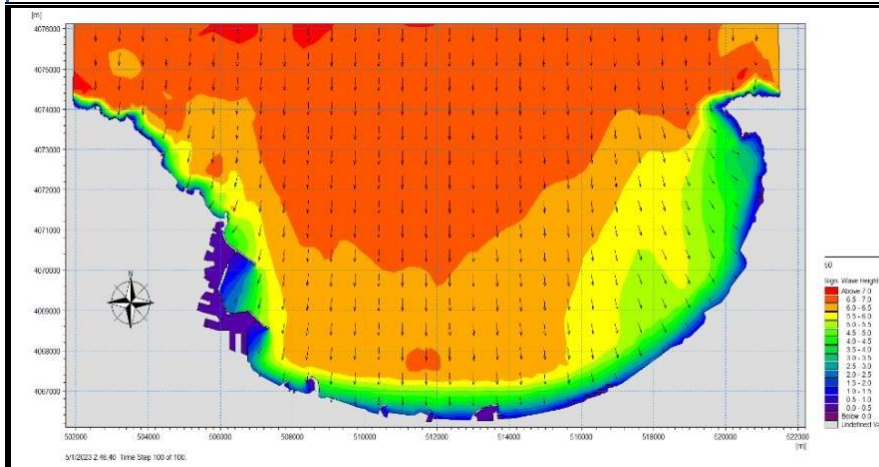 [m]
4076000
4075000
4074000
4073000
4072000
4071000
4070000
4069000
4068000
4067000
N
502000 504000 506000 508000 510000 512000 514000 516000 518000 520000 522000
[m]
5/1/2023 2:46:40 Time Step 100 of 100.
Sign. Wave Height
Above 7.0
6.5 - 7.0
6.0 - 6.5
5.5 - 6.0
5.0 - 5.5
4.5 - 5.0
4.0 - 4.5
3.5 - 4.0
3.0 - 3.5
2.5 - 3.0
2.0 - 2.5
1.5 - 2.0
1.0 - 1.5
0.5 - 1.0
0.0 - 0.5
Below 0.0
Undefined Va